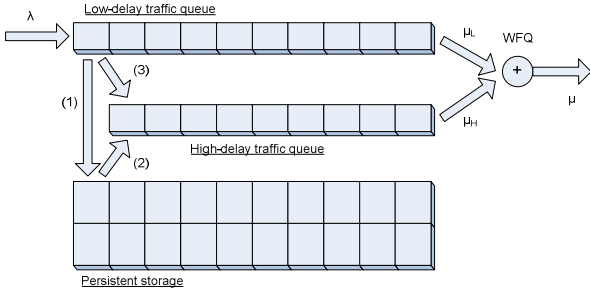 Low-delay traffic queue
λ
μL
WFQ
(3)
+
(1)
μ
μH
High-delay traffic queue
(2)
Persistent storage